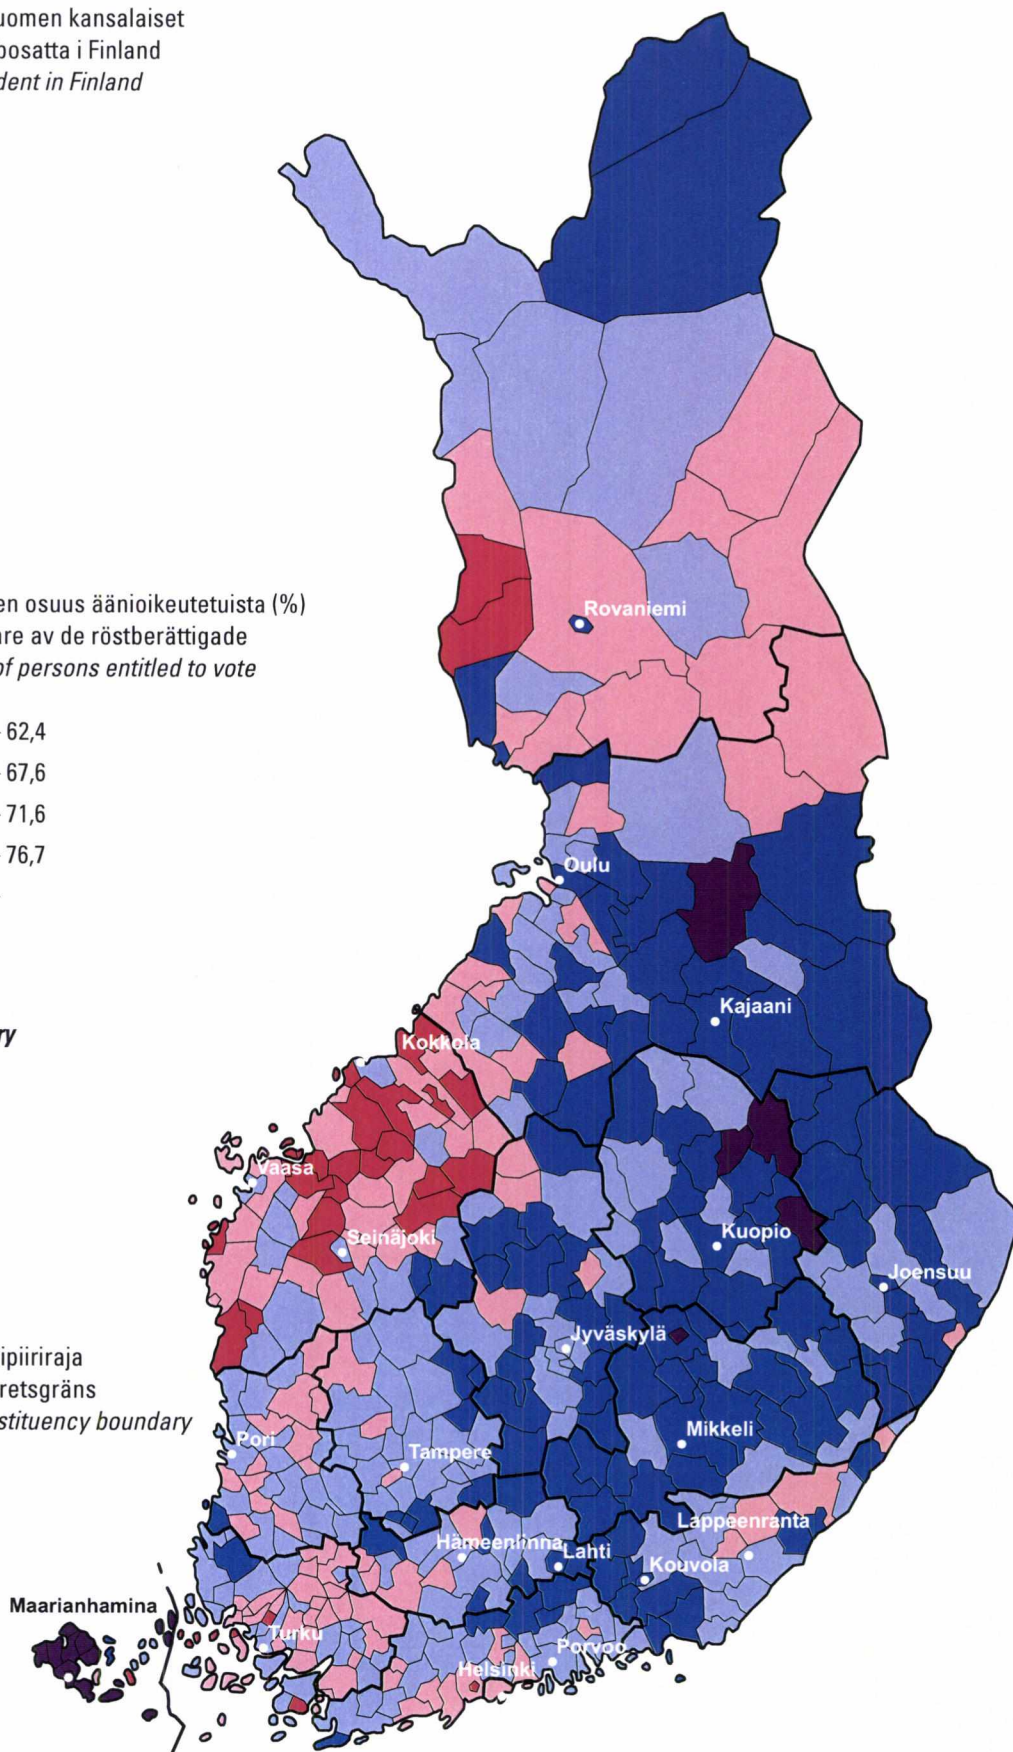 uomen kansalaiset
bosatta i Finland
dent in Finland
en osuus äänioikeutetuista (%)
are av de röstberättigade
of persons entitled to vote
- 62,4
- 67,6
- 71,6
- 76,7
ry
ipiiriraja
retsgräns
stituency boundary
Rovaniemi
Oulu
Kajaani
Kokkola
Vaasa
Seinäjoki
Kuopio
Joensuu
Jyväskylä
Mikkeli
Pori
Tampere
Lappeenranta
Hämeenlinna
Lahti
Kouvola
Maarianhamina
Turku
Porvoo
Helsinki